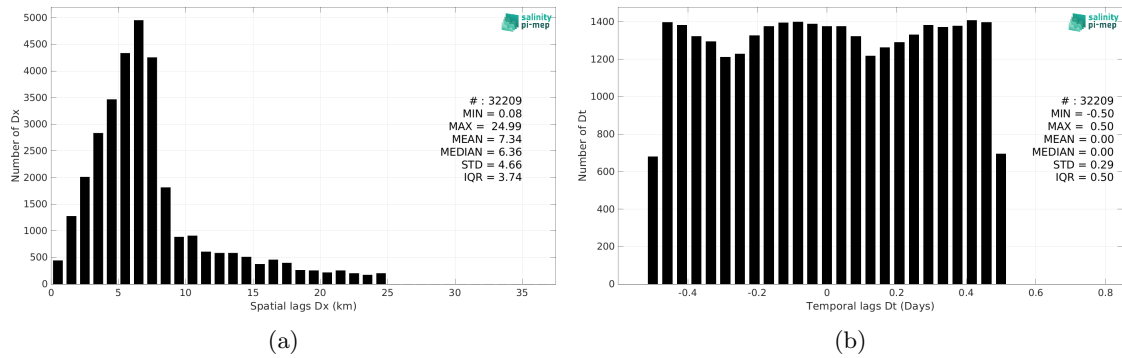 5000
4500
4000
3500
3000
2500
2000
1500
1000
500
0
Number of Dx
0 5 10 15 20 25 30 35
Spatial lags Dx (km)
salinity
pi-mep
# : 32209
MIN = 0.08
MAX = 24.99
MEAN = 7.34
MEDIAN = 6.36
STD = 4.66
IQR = 3.74
(a)
1400
1200
1000
800
600
400
200
0
Number of Dt
-0.4 -0.2 0 0.2 0.4 0.6 0.8
Temporal lags Dt (Days)
salinity
pi-mep
# : 32209
MIN = -0.50
MAX = 0.50
MEAN = 0.00
MEDIAN = 0.00
STD = 0.29
IQR = 0.50
(b)